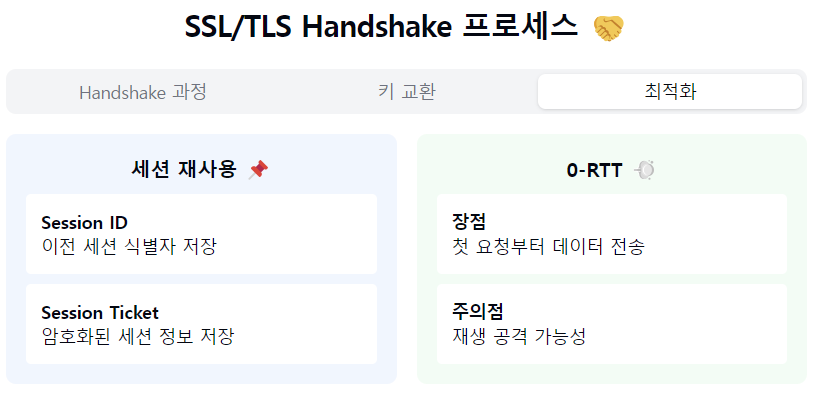 SSL/TLS Handshake 프로세스 🤝
Handshake 과정
키 교환
최적화
세션 재사용 📌
Session ID
이전 세션 식별자 저장
Session Ticket
암호화된 세션 정보 저장
0-RTT
장점
첫 요청부터 데이터 전송
주의점
재생 공격 가능성